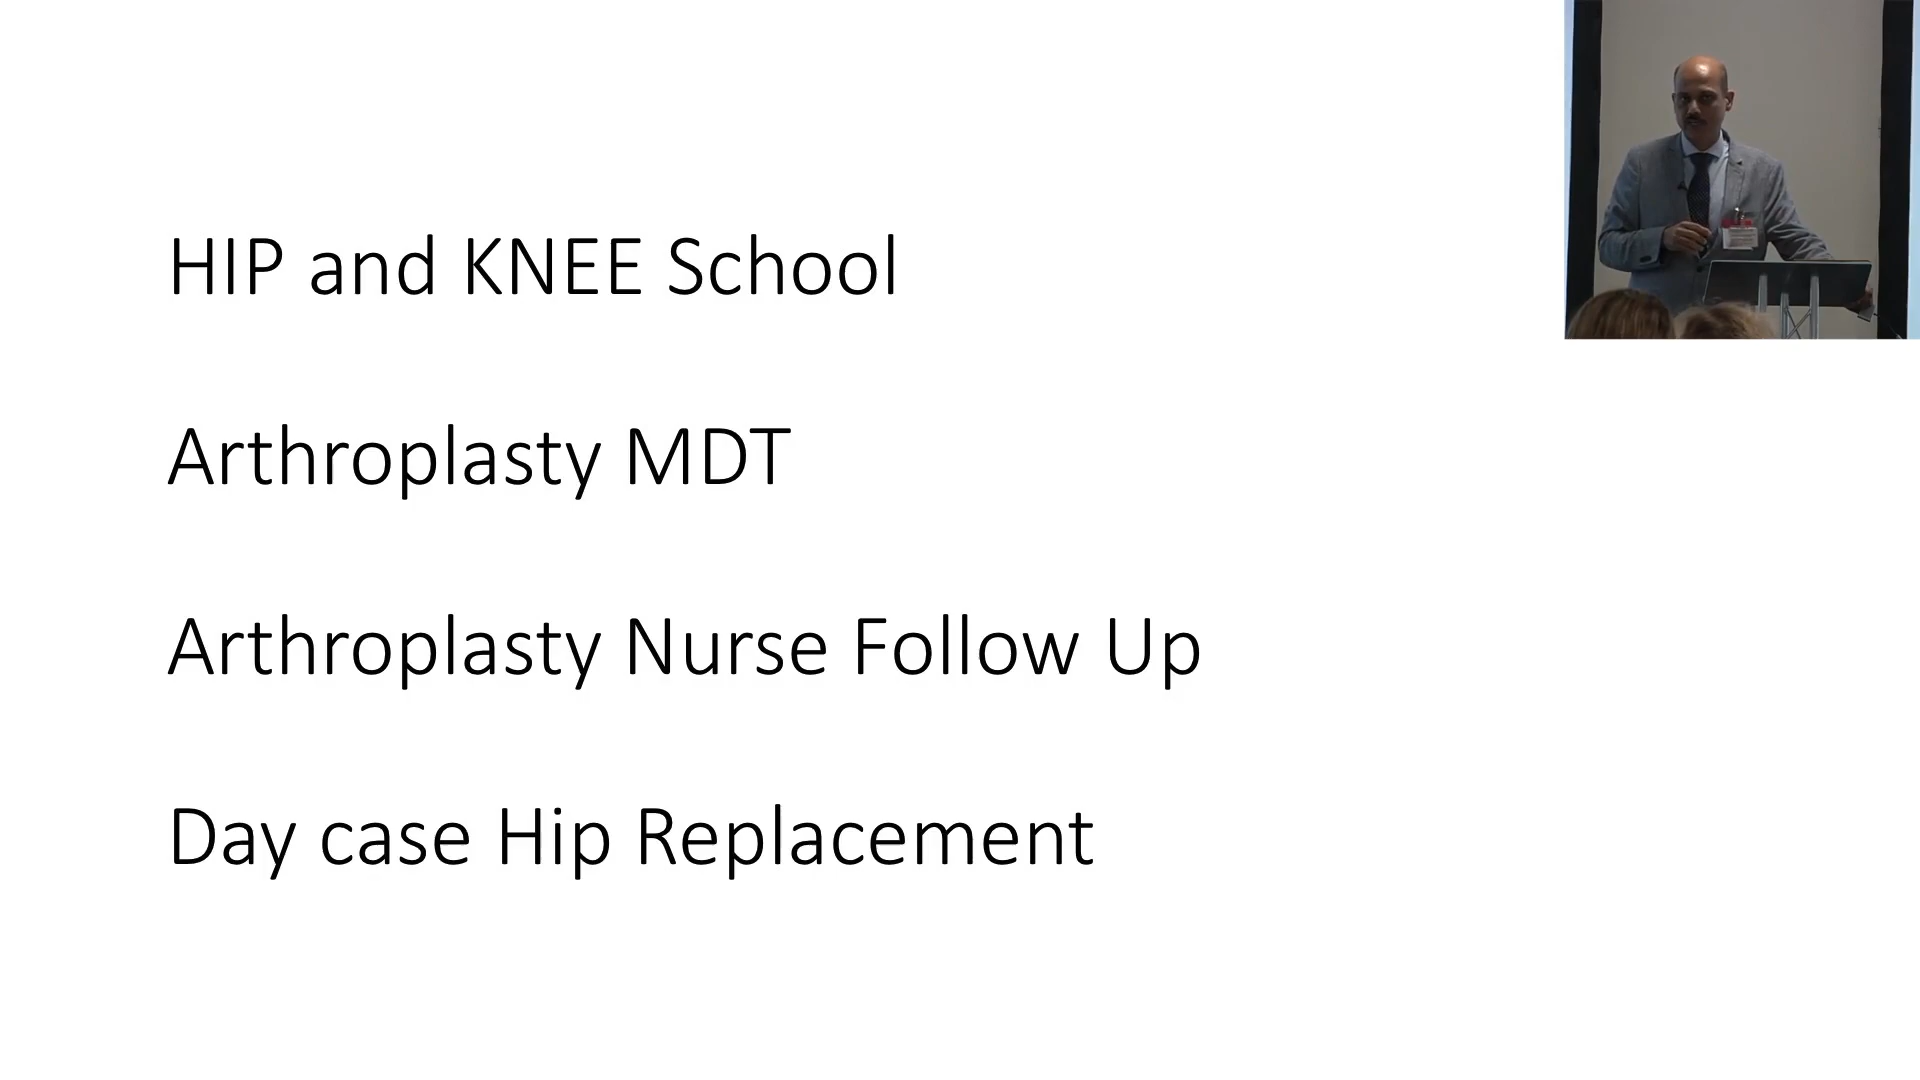 HIP and KNEE School
Arthroplasty MDT
Arthroplasty Nurse Follow Up
Day case Hip Replacement